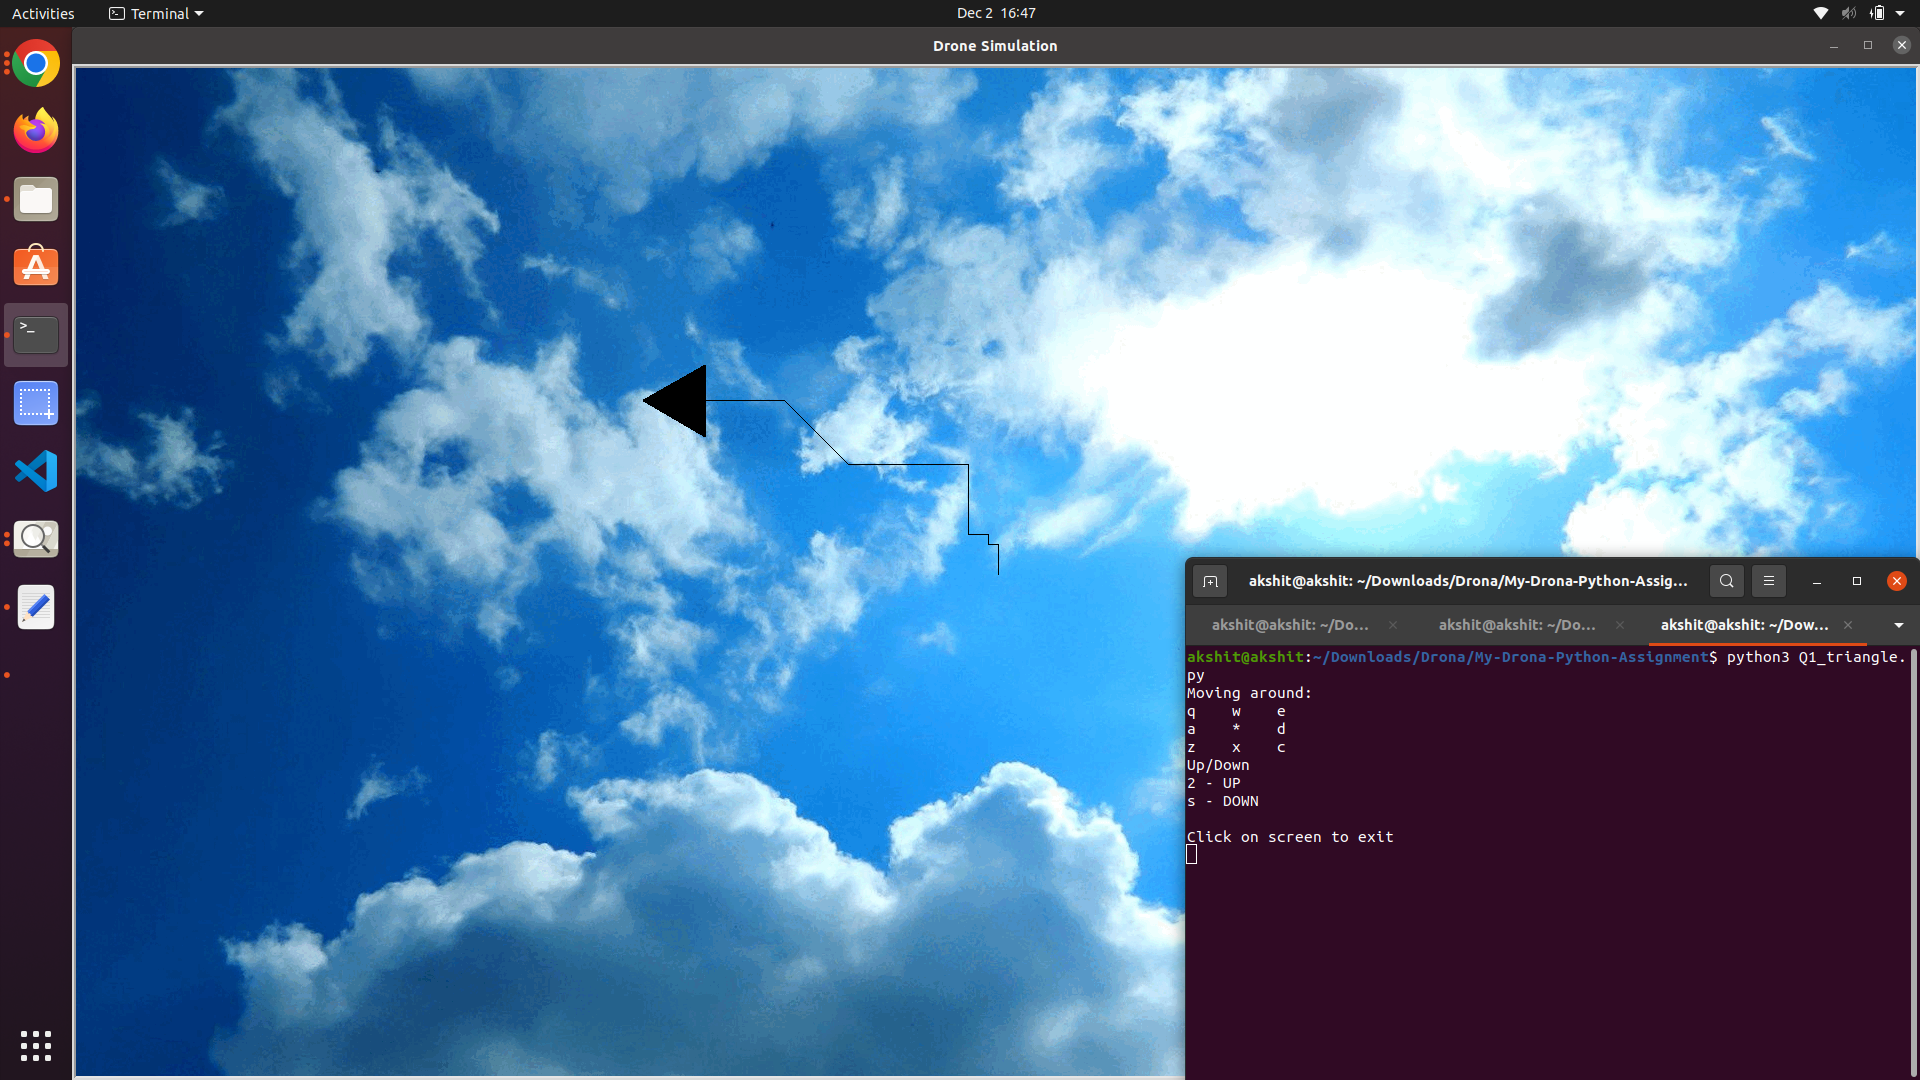 Activities
Terminal
Dec 2 16:47
Drone Simulation
akshit@akshit: ~/Downloads/Drona/My-Drona-Python-Assig...
akshit@akshit: ~/Do...
akshit@akshit: ~/Do...
akshit@akshit: ~/Dow...
akshit@akshit:~/Downloads/Drona/My-Drona-Python-Assignment$ python3 Q1_triangle.
py
Moving around:
q    w    e
a    *    d
z    x    c
Up/Down
2 - UP
s - DOWN
Click on screen to exit